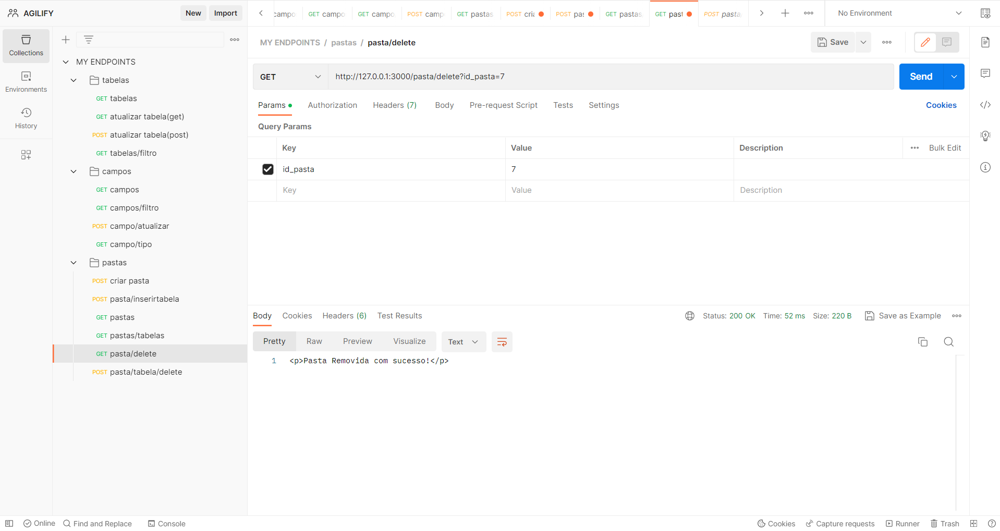 AGILIFY
New
Import
campo
GET campo
GET campo
POST camp
GET pastas
POST cria
POST pas
GET pastas
GET past
POST pasta
No Environment
Collections
Environments
History
MY ENDPOINTS
tabelas
GET tabelas
GET atualizar tabela(get)
POST atualizar tabela(post)
GET tabelas/filtro
campos
GET campos
GET campos/filtro
POST campo/atualizar
GET campo/tipo
pastas
POST criar pasta
POST pasta/inserirtabela
GET pastas
GET pastas/tabelas
GET pasta/delete
POST pasta/tabela/delete
MY ENDPOINTS / pastas / pasta/delete
Save
GET
http://127.0.0.1:3000/pasta/delete?id_pasta=7
Send
Params
Authorization
Headers (7)
Body
Pre-request Script
Tests
Settings
Cookies
Query Params
Key
Value
Description
Bulk Edit
id_pasta
7
Key
Value
Description
Body
Cookies
Headers (6)
Test Results
Status: 200 OK
Time: 52 ms
Size: 220 B
Save as Example
Pretty
Raw
Preview
Visualize
Text
1
<p>Pasta Removida com sucesso!</p>
Online
Find and Replace
Console
Cookies
Capture requests
Runner
Trash